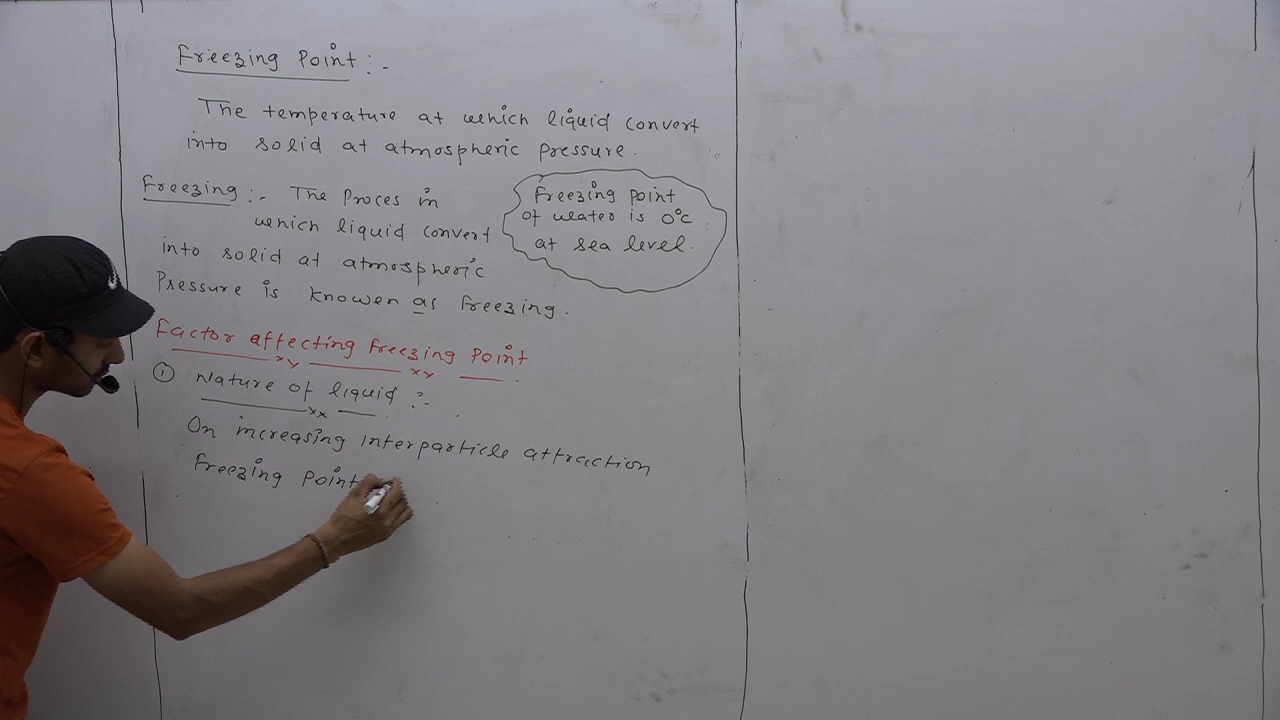 Freezing Point :-
The temperature at which liquid convert
into solid at atmospheric pressure.
Freezing :- The Proces in
which liquid convert
into solid at atmospheric
Pressure is knowen as freezing.
Freezing point
of water is 0°C
at sea level.
Factor affecting freezing point
① Nature of liquid :-
On increasing interparticle attraction
freezing point